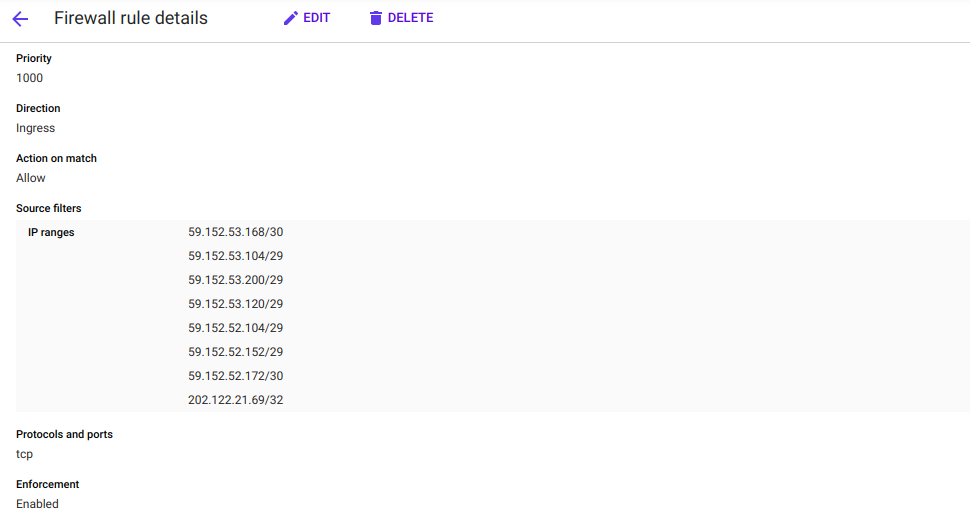 Firewall rule details EDIT DELETE
Priority
1000
Direction
Ingress
Action on match
Allow
Source filters
IP ranges 59.152.53.168/30
59.152.53.104/29
59.152.53.200/29
59.152.53.120/29
59.152.52.104/29
59.152.52.152/29
59.152.52.172/30
202.122.21.69/32
Protocols and ports
tcp
Enforcement
Enabled